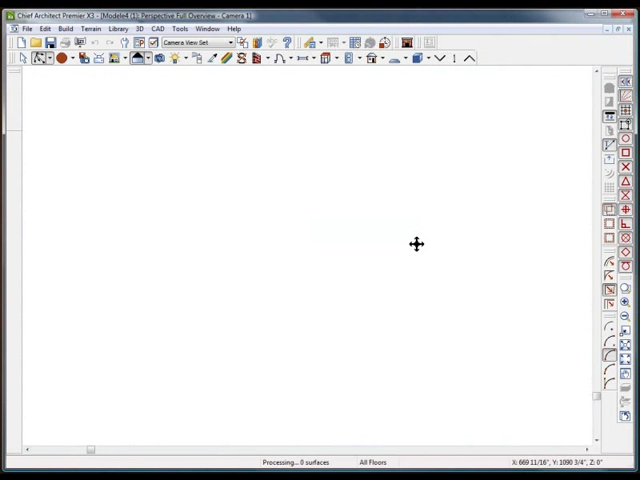 Chief Architect Premier X3 - [Modele4 (1): Perspective Full Overview - Camera 1]
File Edit Build Terrain Library 3D CAD Tools Window Help
Camera View Set
Processing... 0 surfaces All Floors X: 669 11/16", Y: 1090 3/4", Z: 0"